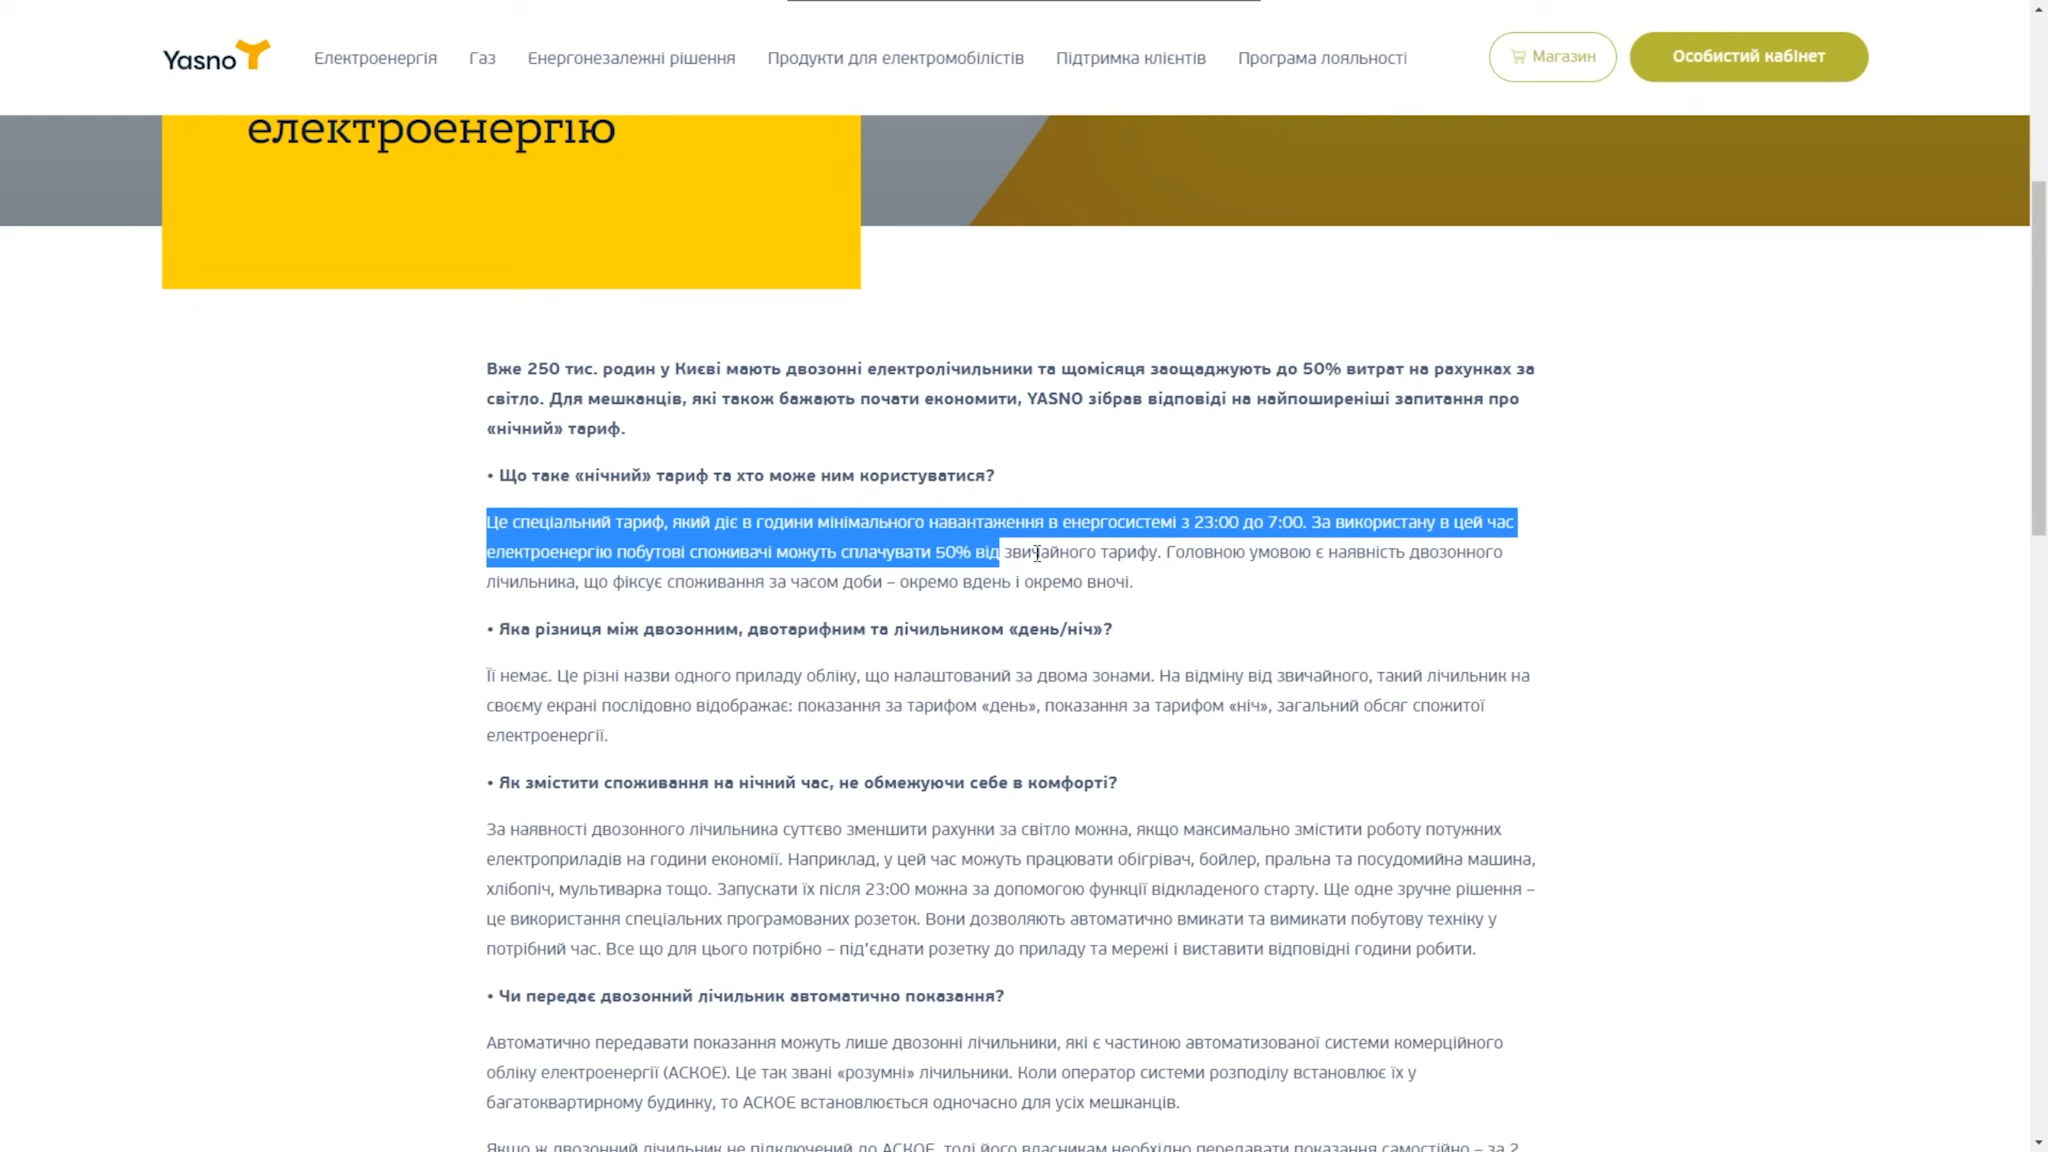 Yasno
Електроенергія
Газ
Енергонезалежні рішення
Продукти для електромобілістів
Підтримка клієнтів
Програма лояльності
Магазин
Особистий кабінет
електроенергію
Вже 250 тис. родин у Києві мають двозонні електролічильники та щомісяця заощаджують до 50% витрат на рахунках за
світло. Для мешканців, які також бажають почати економити, YASNO зібрав відповіді на найпоширеніші запитання про
«нічний» тариф.
• Що таке «нічний» тариф та хто може ним користуватися?
Це спеціальний тариф, який діє в години мінімального навантаження в енергосистемі з 23:00 до 7:00. За використану в цей час
електроенергію побутові споживачі можуть сплачувати 50% від звичайного тарифу. Головною умовою є наявність двозонного
лічильника, що фіксує споживання за часом доби – окремо вдень і окремо вночі.
• Яка різниця між двозонним, двотарифним та лічильником «день/ніч»?
Її немає. Це різні назви одного приладу обліку, що налаштований за двома зонами. На відміну від звичайного, такий лічильник на
своєму екрані послідовно відображає: показання за тарифом «день», показання за тарифом «ніч», загальний обсяг спожитої
електроенергії.
• Як змістити споживання на нічний час, не обмежуючи себе в комфорті?
За наявності двозонного лічильника суттєво зменшити рахунки за світло можна, якщо максимально змістити роботу потужних
електроприладів на години економії. Наприклад, у цей час можуть працювати обігрівач, бойлер, пральна та посудомийна машина,
хлібопіч, мультиварка тощо. Запускати їх після 23:00 можна за допомогою функції відкладеного старту. Ще одне зручне рішення –
це використання спеціальних програмованих розеток. Вони дозволяють автоматично вмикати та вимикати побутову техніку у
потрібний час. Все що для цього потрібно – під’єднати розетку до приладу та мережі і виставити відповідні години робити.
• Чи передає двозонний лічильник автоматично показання?
Автоматично передавати показання можуть лише двозонні лічильники, які є частиною автоматизованої системи комерційного
обліку електроенергії (АСКОЕ). Це так звані «розумні» лічильники. Коли оператор системи розподілу встановлює їх у
багатоквартирному будинку, то АСКОЕ встановлюється одночасно для усіх мешканців.
Якщо ж двозонний лічильник не підключений до АСКОЕ, тоді його власникам необхідно передавати показання самостійно – за 2